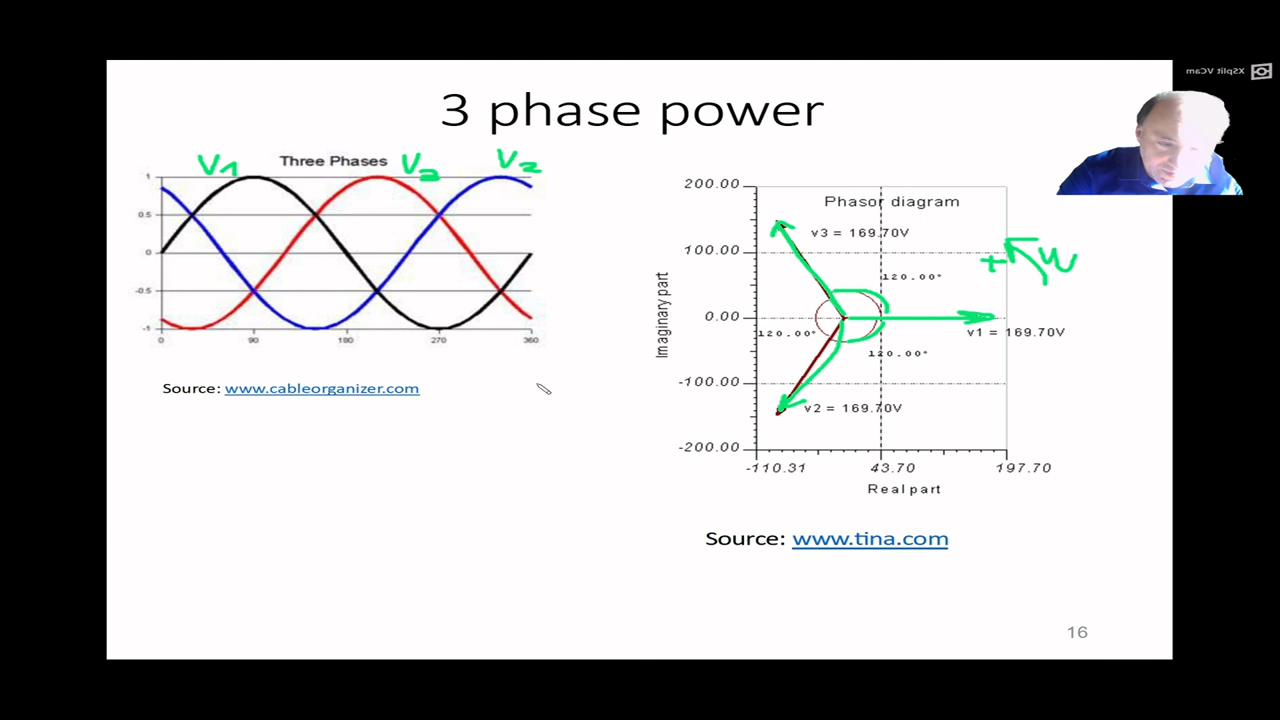 3 phase power
Three Phases
V1 V3 V2
1
0.5
0
-0.5
-1
0 90 180 270 360
Source: www.cableorganizer.com
Phasor diagram
200.00
100.00
0.00
-100.00
-200.00
Imaginary part
v3 = 169.70V
120.00°
120.00°
120.00°
v1 = 169.70V
v2 = 169.70V
+
-110.31 43.70 197.70
Real part
Source: www.tina.com
16
XSplit VCam